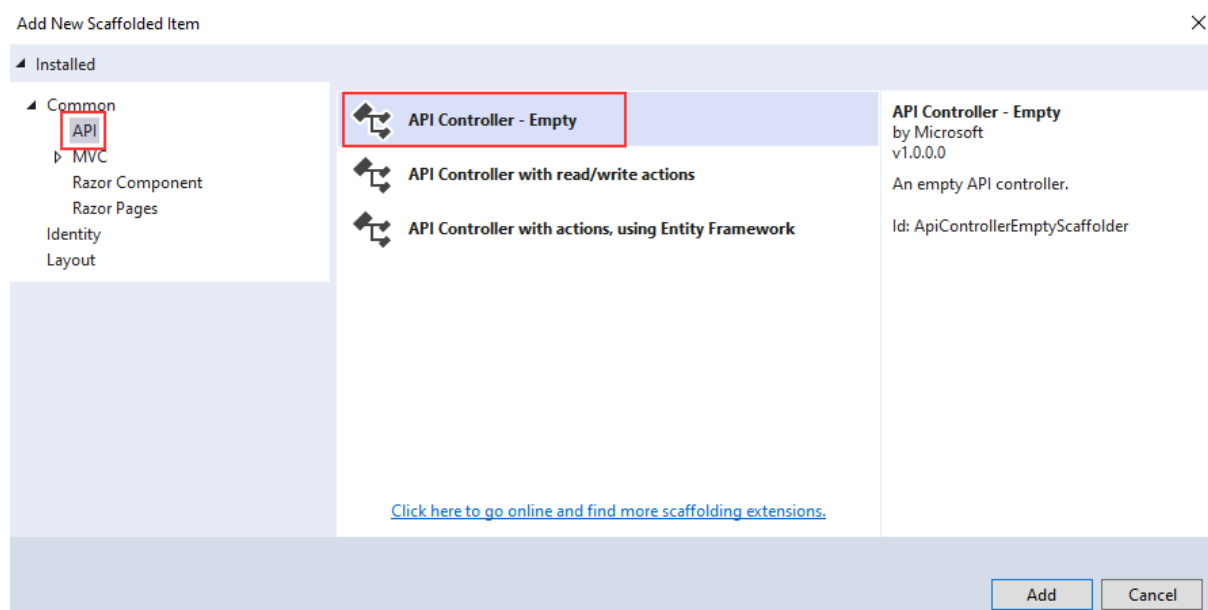 Add New Scaffolded Item
Installed
Common
API
MVC
Razor Component
Razor Pages
Identity
Layout
API Controller - Empty
API Controller with read/write actions
API Controller with actions, using Entity Framework
Click here to go online and find more scaffolding extensions.
API Controller - Empty
by Microsoft
v1.0.0.0
An empty API controller.
Id: ApiControllerEmptyScaffolder
Add
Cancel